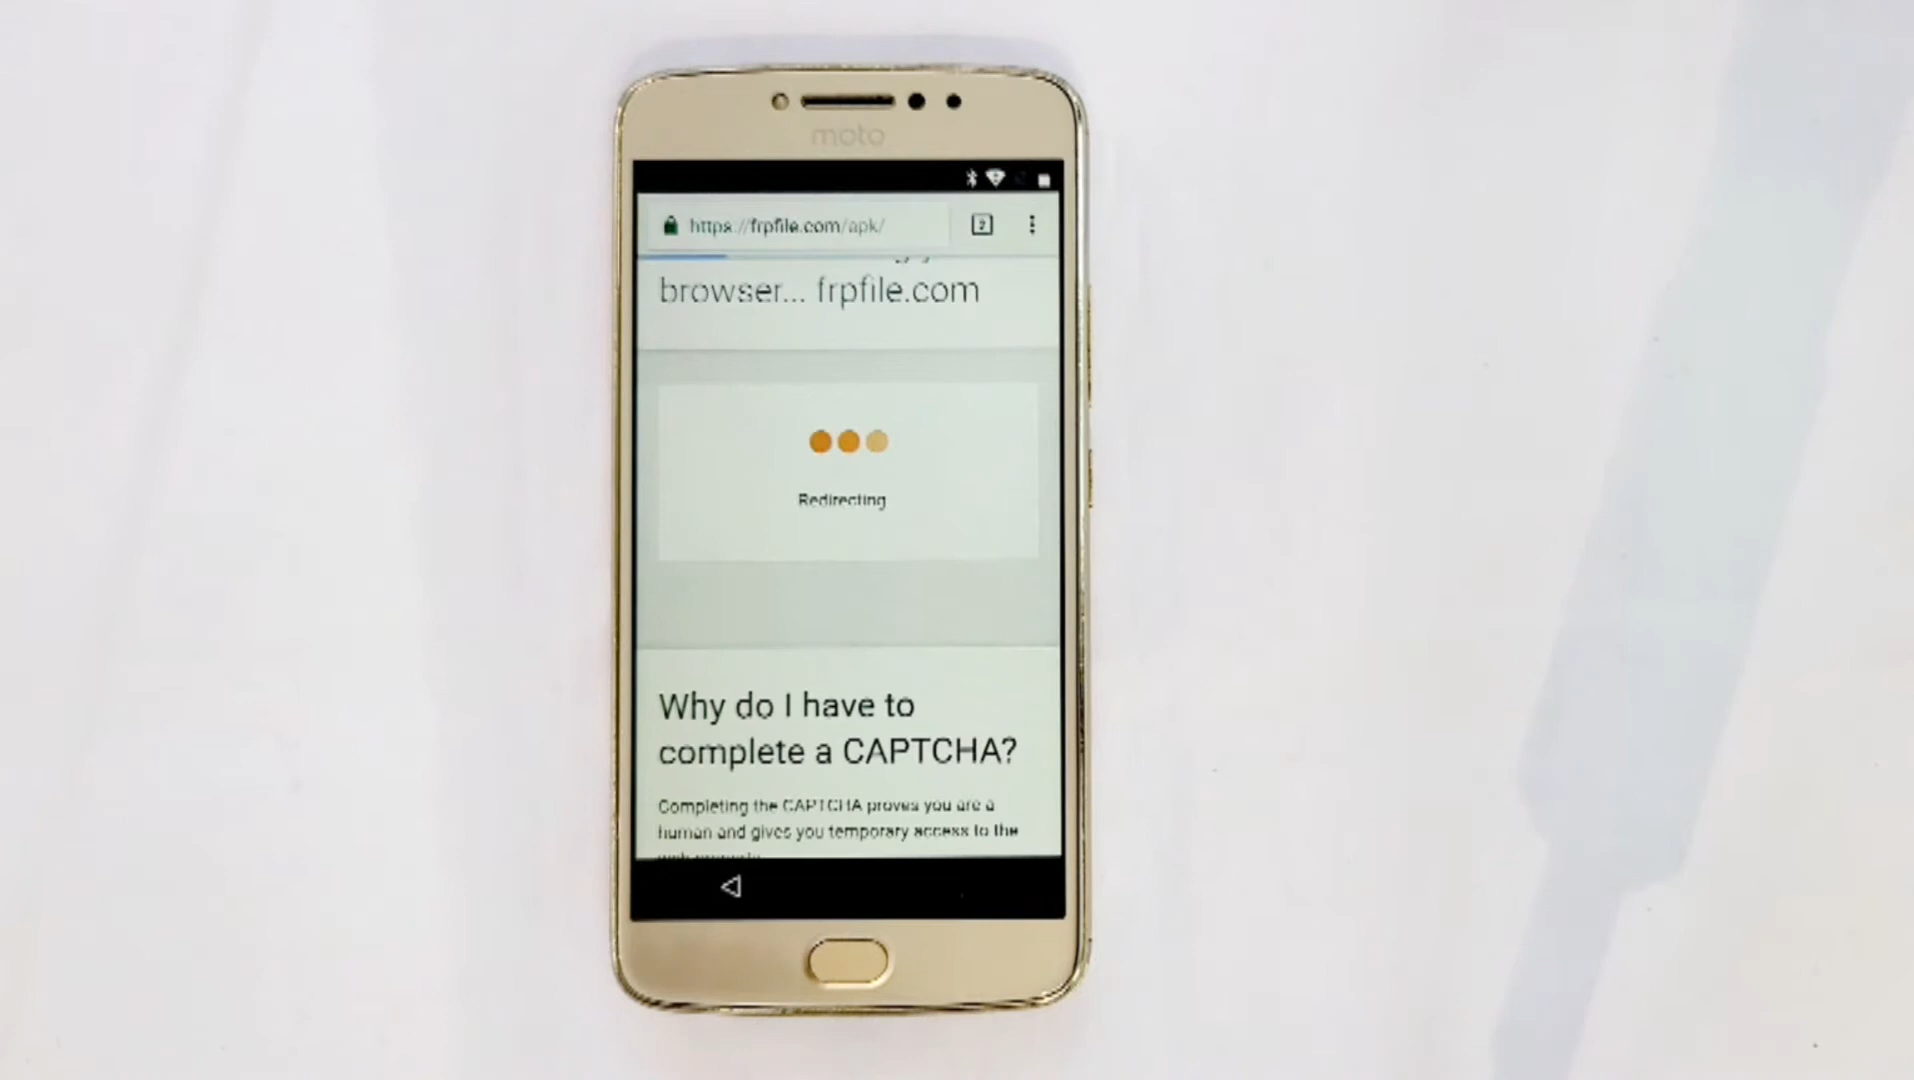 moto
https://frpfile.com/apk/
2
browser... frpfile.com
Redirecting
Why do I have to
complete a CAPTCHA?
Completing the CAPTCHA proves you are a
human and gives you temporary access to the